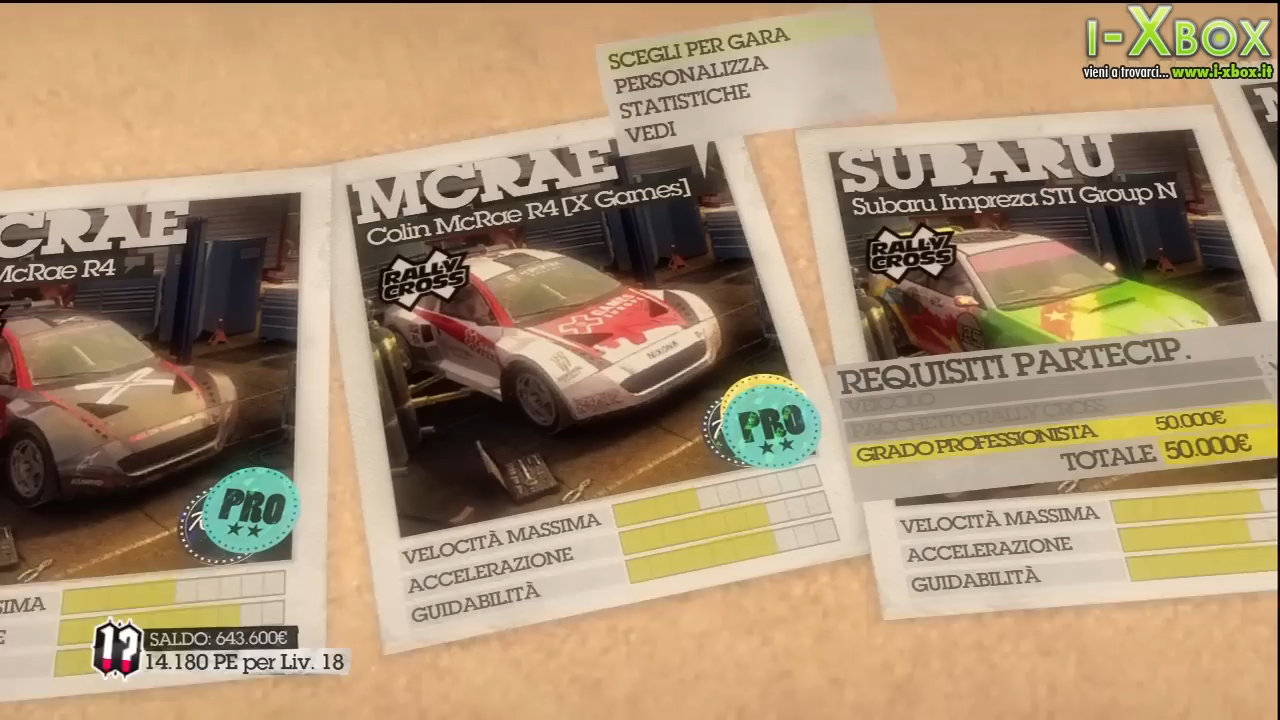 i-XBOX
vieni a trovarci... www.i-xbox.it
SCEGLI PER GARA
PERSONALIZZA
STATISTICHE
VEDI
CRAE
McRae R4
PRO
MCRAE
Colin McRae R4 [X Games]
RALLY
CROSS
PRO
VELOCITÀ MASSIMA
ACCELERAZIONE
GUIDABILITÀ
SUBARU
Subaru Impreza STI Group N
RALLY
CROSS
REQUISITI PARTECIP.
VEICOLO
PACCHETTO RALLY CROSS
GRADO PROFESSIONISTA 50.000€
TOTALE 50.000€
VELOCITÀ MASSIMA
ACCELERAZIONE
GUIDABILITÀ
SIMA
E
17
SALDO: 643.600€
14.180 PE per Liv. 18